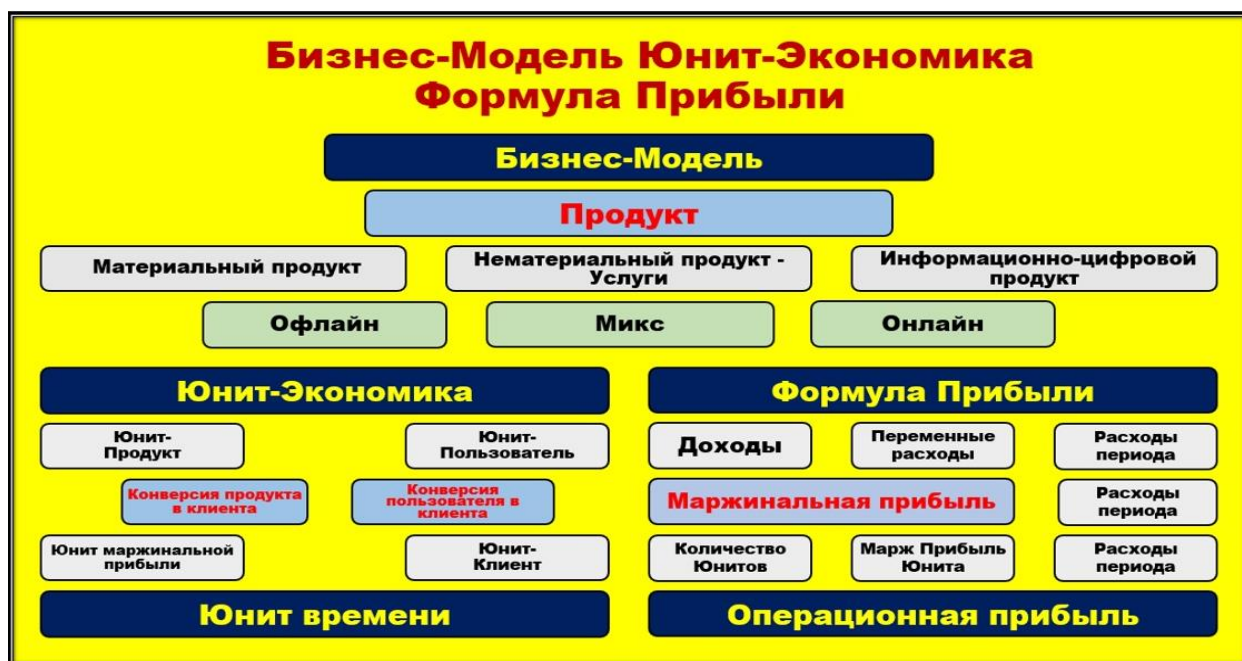 Бизнес-Модель Юнит-Экономика
Формула Прибыли
Бизнес-Модель
Продукт
Материальный продукт
Нематериальный продукт -
Услуги
Информационно-цифровой
продукт
Офлайн
Микс
Онлайн
Юнит-Экономика
Юнит-
Продукт
Юнит-
Пользователь
Конверсия продукта
в клиента
Конверсия
пользователя в
клиента
Юнит маржинальной
прибыли
Юнит-
Клиент
Юнит времени
Формула Прибыли
Доходы
Переменные
расходы
Расходы
периода
Маржинальная прибыль
Расходы
периода
Количество
Юнитов
Марж Прибыль
Юнита
Расходы
периода
Операционная прибыль